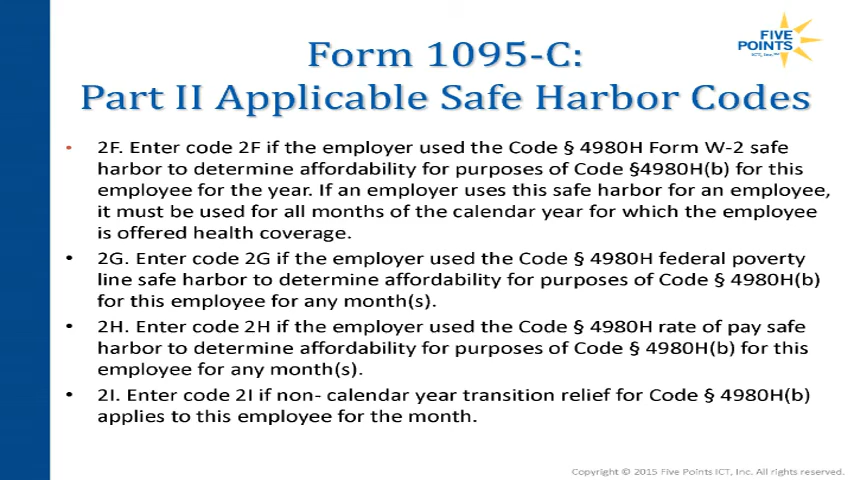 FIVE
POINTS
ICT, Inc.™
Form 1095-C:
Part II Applicable Safe Harbor Codes
• 2F. Enter code 2F if the employer used the Code § 4980H Form W-2 safe
harbor to determine affordability for purposes of Code §4980H(b) for this
employee for the year. If an employer uses this safe harbor for an employee,
it must be used for all months of the calendar year for which the employee
is offered health coverage.
• 2G. Enter code 2G if the employer used the Code § 4980H federal poverty
line safe harbor to determine affordability for purposes of Code § 4980H(b)
for this employee for any month(s).
• 2H. Enter code 2H if the employer used the Code § 4980H rate of pay safe
harbor to determine affordability for purposes of Code § 4980H(b) for this
employee for any month(s).
• 2I. Enter code 2I if non- calendar year transition relief for Code § 4980H(b)
applies to this employee for the month.
Copyright © 2015 Five Points ICT, Inc. All rights reserved.